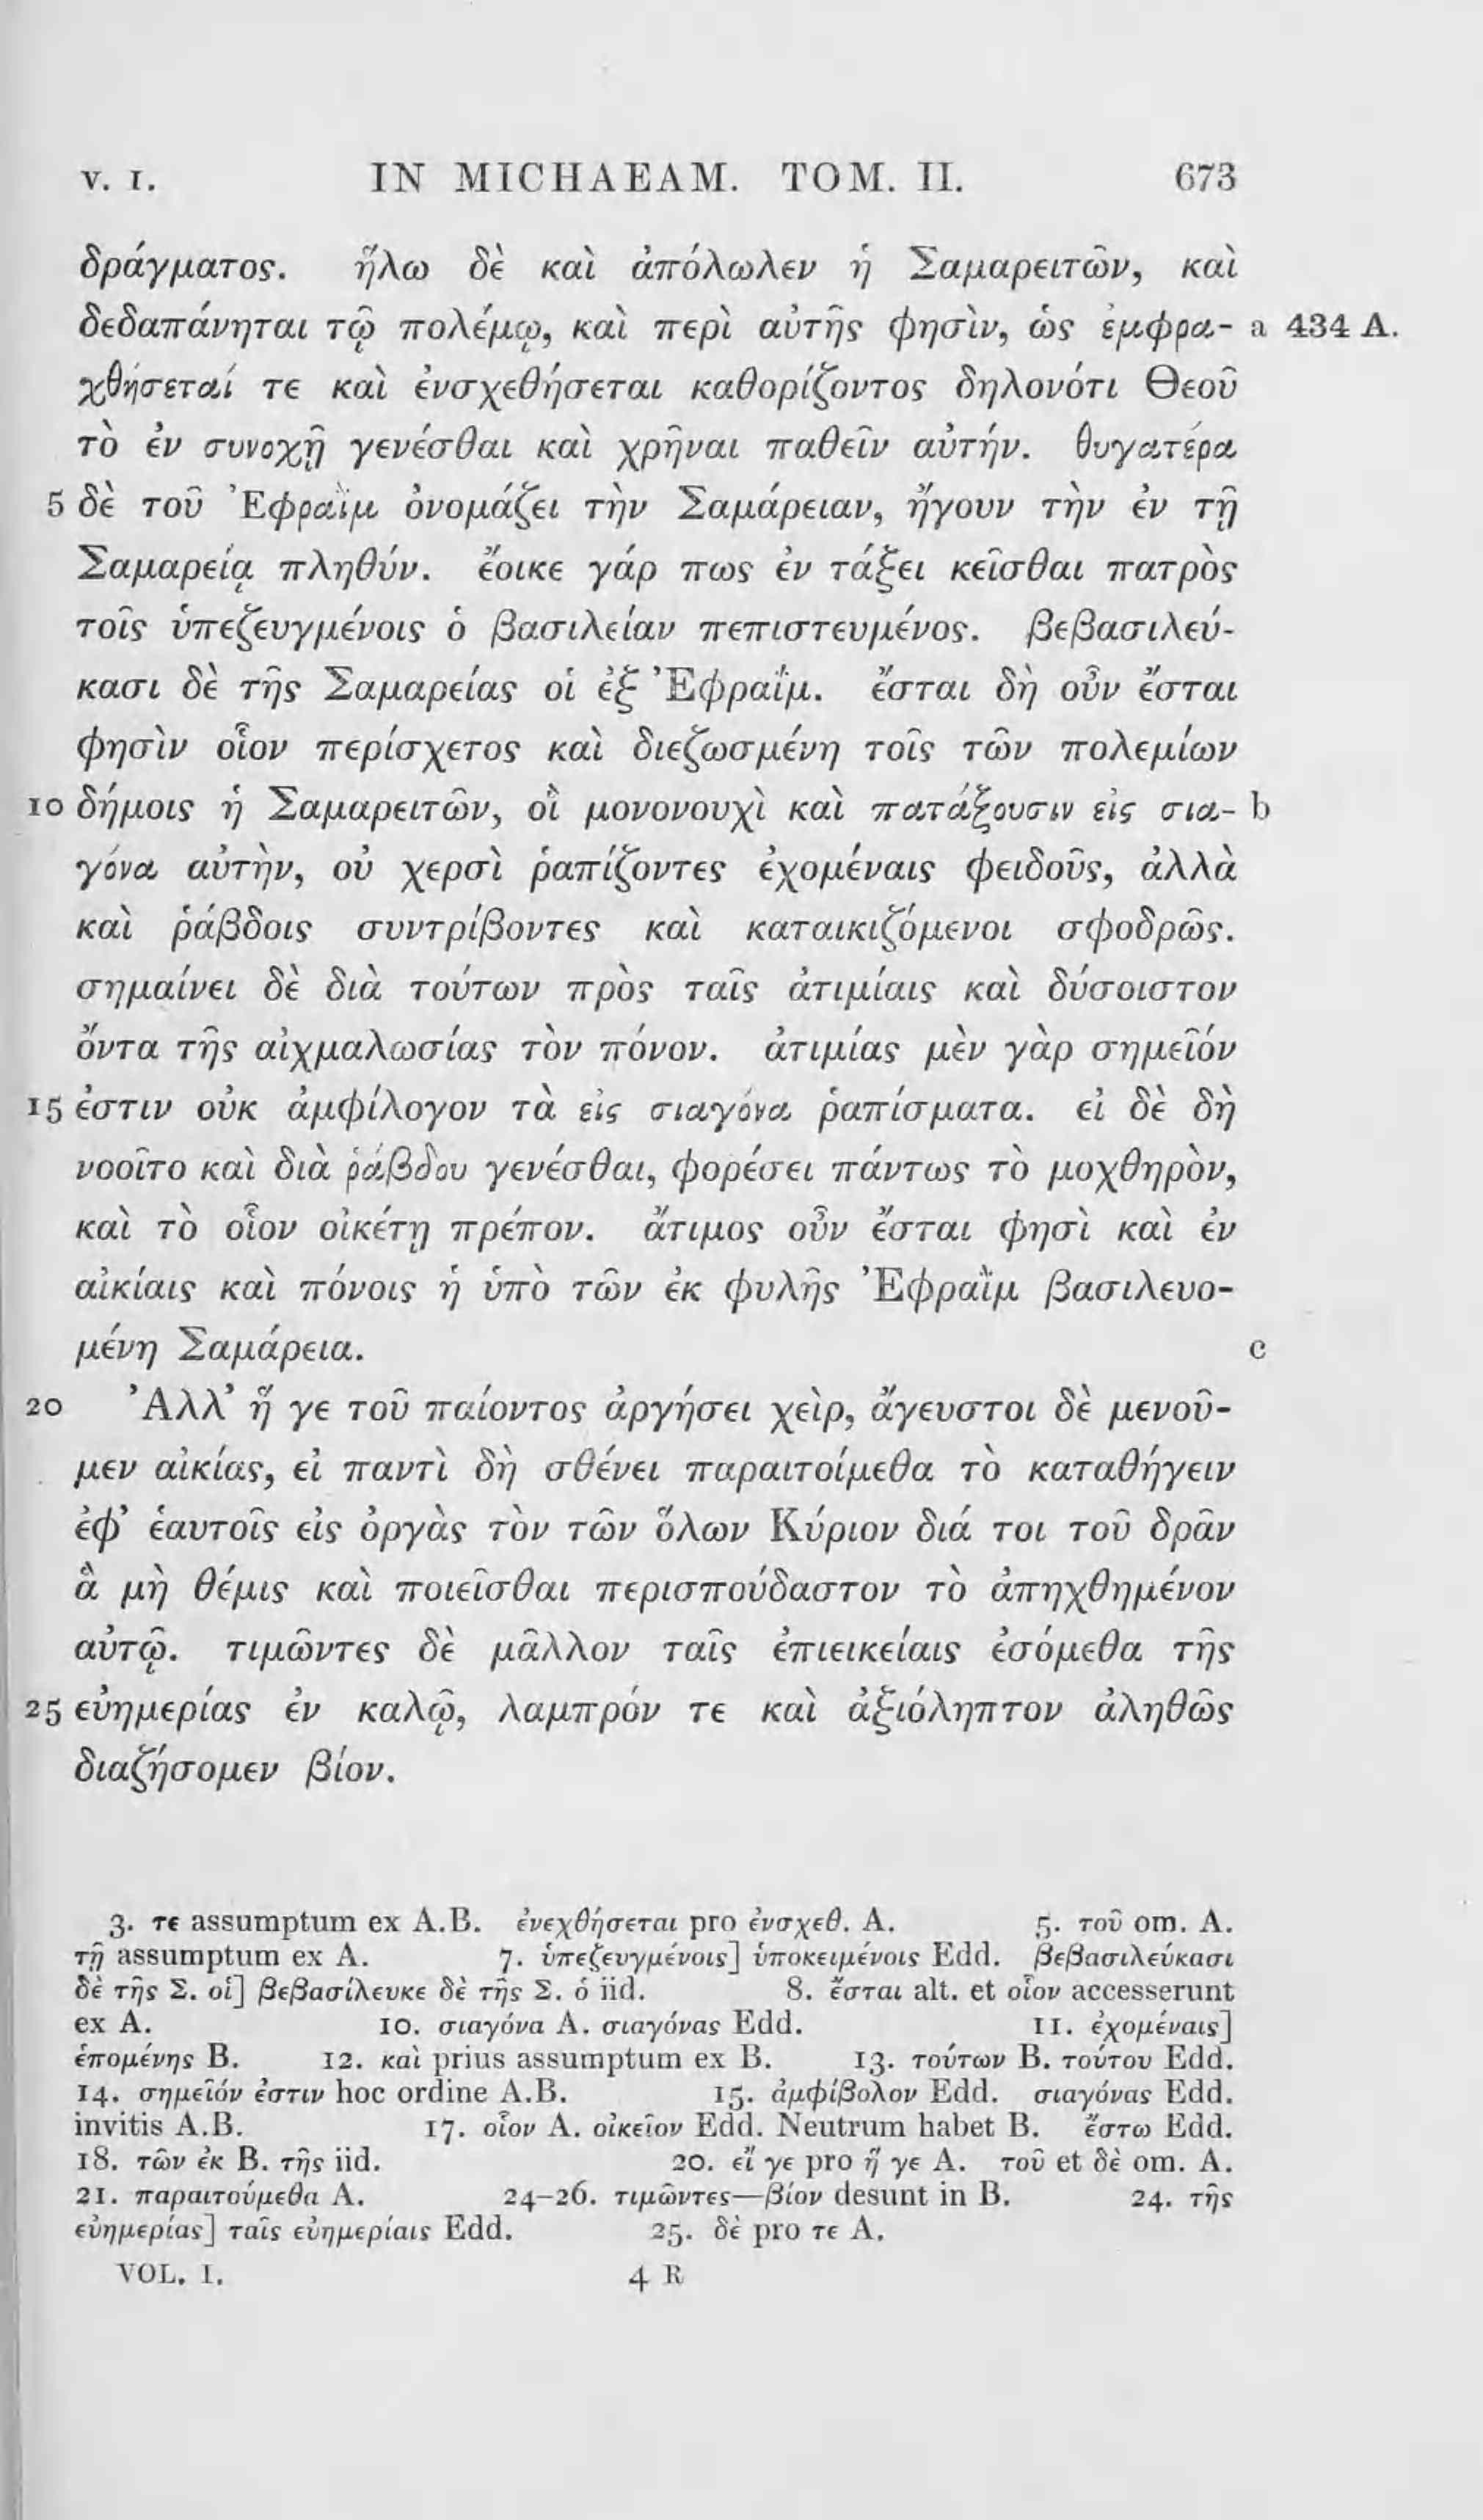 V. I. IN MICHAEAM. TOM. II. 673
δράγματος. ἥλω δὲ καὶ ἀπόλωλεν ἡ Σαμαρειτῶν, καὶ
δεδαπάνηται τῷ πολέμῳ, καὶ περὶ αὐτῆς φησὶν, ὡς ἐμφρα- a 434 A.
χθήσεταί τε καὶ ἐνσχεθήσεται καθορίζοντος δηλονότι Θεοῦ
τὸ ἐν συνοχῇ γενέσθαι καὶ χρῆναι παθεῖν αὐτήν. θυγατέρα
5 δὲ τοῦ Ἐφραῒμ ὀνομάζει τὴν Σαμάρειαν, ἤγουν τὴν ἐν τῇ
Σαμαρείᾳ πληθύν. ἔοικε γάρ πως ἐν τάξει κεῖσθαι πατρὸς
τοῖς ὑπεζευγμένοις ὁ βασιλείαν πεπιστευμένος. βεβασιλεύ-
κασι δὲ τῆς Σαμαρείας οἱ ἐξ Ἐφραΐμ. ἔσται δὴ οὖν ἔσται
φησὶν οἷον περίσχετος καὶ διεζωσμένη τοῖς τῶν πολεμίων
10 δήμοις ἡ Σαμαρειτῶν, οἳ μονονουχὶ καὶ πατάξουσιν εἰς σια- b
γόνα αὐτὴν, οὐ χερσὶ ῥαπίζοντες ἐχομέναις φειδοῦς, ἀλλὰ
καὶ ῥάβδοις συντρίβοντες καὶ καταικιζόμενοι σφοδρῶς.
σημαίνει δὲ διὰ τούτων πρὸς ταῖς ἀτιμίαις καὶ δύσοιστον
ὄντα τῆς αἰχμαλωσίας τὸν πόνον. ἀτιμίας μὲν γὰρ σημεῖόν
15 ἐστιν οὐκ ἀμφίλογον τὰ εἰς σιαγόνα ῥαπίσματα. εἰ δὲ δὴ
νοοῖτο καὶ διὰ ῥάβδου γενέσθαι, φορέσει πάντως τὸ μοχθηρὸν,
καὶ τὸ οἷον οἰκέτῃ πρέπον. ἄτιμος οὖν ἔσται φησὶ καὶ ἐν
αἰκίαις καὶ πόνοις ἡ ὑπὸ τῶν ἐκ φυλῆς Ἐφραῒμ βασιλευο-
μένη Σαμάρεια. c
20 Ἀλλ’ ἥ γε τοῦ παίοντος ἀργήσει χεὶρ, ἄγευστοι δὲ μενοῦ-
μεν αἰκίας, εἰ παντὶ δὴ σθένει παραιτοίμεθα τὸ καταθήγειν
ἐφ’ ἑαυτοῖς εἰς ὀργὰς τὸν τῶν ὅλων Κύριον διά τοι τοῦ δρᾶν
ἃ μὴ θέμις καὶ ποιεῖσθαι περισπούδαστον τὸ ἀπηχθημένον
αὐτῷ. τιμῶντες δὲ μᾶλλον ταῖς ἐπιεικείαις ἐσόμεθα τῆς
25 εὐημερίας ἐν καλῷ, λαμπρόν τε καὶ ἀξιόληπτον ἀληθῶς
διαζήσομεν βίον.
3. τε assumptum ex A.B. ἐνεχθήσεται pro ἐνσχεθ. A. 5. τοῦ om. A.
τῇ assumptum ex A. 7. ὑπεζευγμένοις] ὑποκειμένοις Edd. βεβασιλεύκασι
δὲ τῆς Σ. οἱ] βεβασίλευκε δὲ τῆς Σ. ὁ iid. 8. ἔσται alt. et οἷον accesserunt
ex A. 10. σιαγόνα A. σιαγόνας Edd. 11. ἐχομέναις]
ἑπομένης B. 12. καὶ prius assumptum ex B. 13. τούτων B. τούτου Edd.
14. σημεῖόν ἐστιν hoc ordine A.B. 15. ἀμφίβολον Edd. σιαγόνας Edd.
invitis A.B. 17. οἷον A. οἰκεῖον Edd. Neutrum habet B. ἔστω Edd.
18. τῶν ἐκ B. τῆς iid. 20. εἴ γε pro ἥ γε A. τοῦ et δὲ om. A.
21. παραιτούμεθα A. 24–26. τιμῶντες—βίον desunt in B. 24. τῆς
εὐημερίας] ταῖς εὐημερίαις Edd. 25. δὲ pro τε A.
VOL. I. 4 R